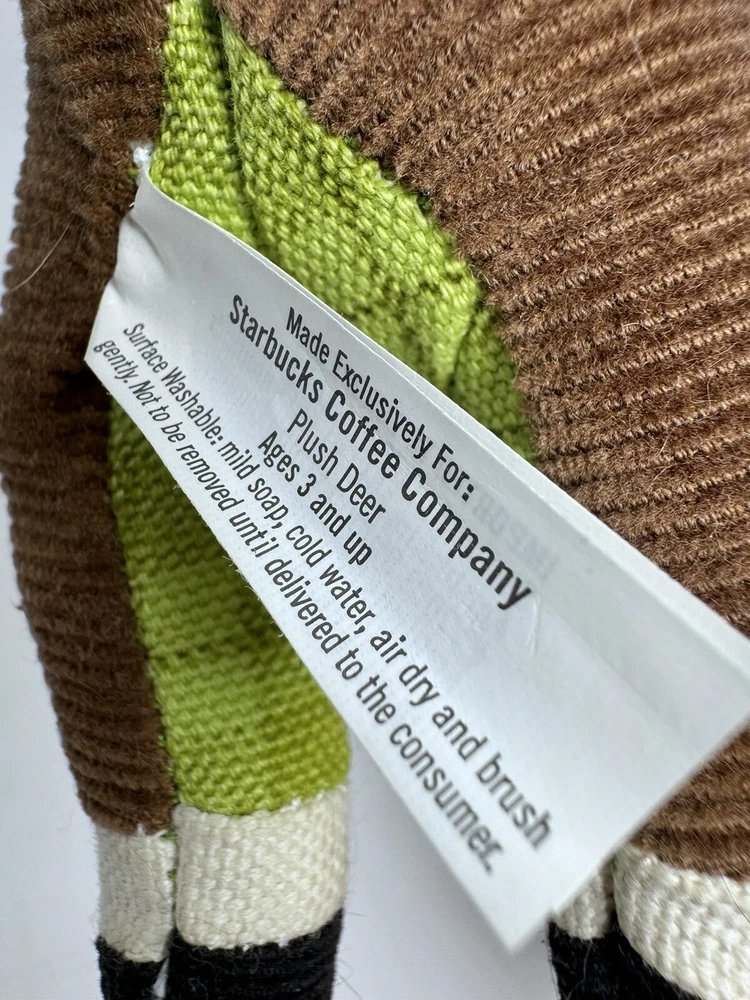 Made Exclusively For:
Starbucks Coffee Company
Plush Deer
Ages 3 and up
Surface Washable: mild soap, cold water, air dry and brush
gently. Not to be removed until delivered to the consumer.